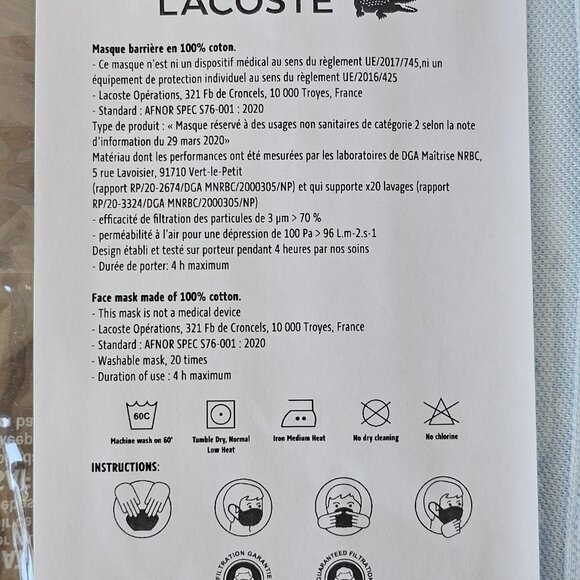 LACOSTE
Masque barrière en 100% coton.
- Ce masque n'est ni un dispositif médical au sens du règlement UE/2017/745,ni un
équipement de protection individuel au sens du règlement UE/2016/425
- Lacoste Opérations, 321 Fb de Croncels, 10 000 Troyes, France
- Standard : AFNOR SPEC S76-001 : 2020
Type de produit : « Masque réservé à des usages non sanitaires de catégorie 2 selon la note
d'information du 29 mars 2020»
Matériau dont les performances ont été mesurées par les laboratoires de DGA Maîtrise NRBC,
5 rue Lavoisier, 91710 Vert-le-Petit
(rapport RP/20-2674/DGA MNRBC/2000305/NP) et qui supporte x20 lavages (rapport
RP/20-3324/DGA MNRBC/2000305/NP)
- efficacité de filtration des particules de 3 µm > 70 %
- perméabilité à l'air pour une dépression de 100 Pa > 96 L.m-2.s-1
Design établi et testé sur porteur pendant 4 heures par nos soins
- Durée de porter: 4 h maximum
Face mask made of 100% cotton.
- This mask is not a medical device
- Lacoste Opérations, 321 Fb de Croncels, 10 000 Troyes, France
- Standard : AFNOR SPEC S76-001 : 2020
- Washable mask, 20 times
- Duration of use : 4 h maximum
60C
Machine wash on 60°
Tumble Dry, Normal
Low Heat
Iron Medium Heat
No dry cleaning
No chlorine
INSTRUCTIONS:
FILTRATION GARANTIE
GUARANTEED FILTRATION